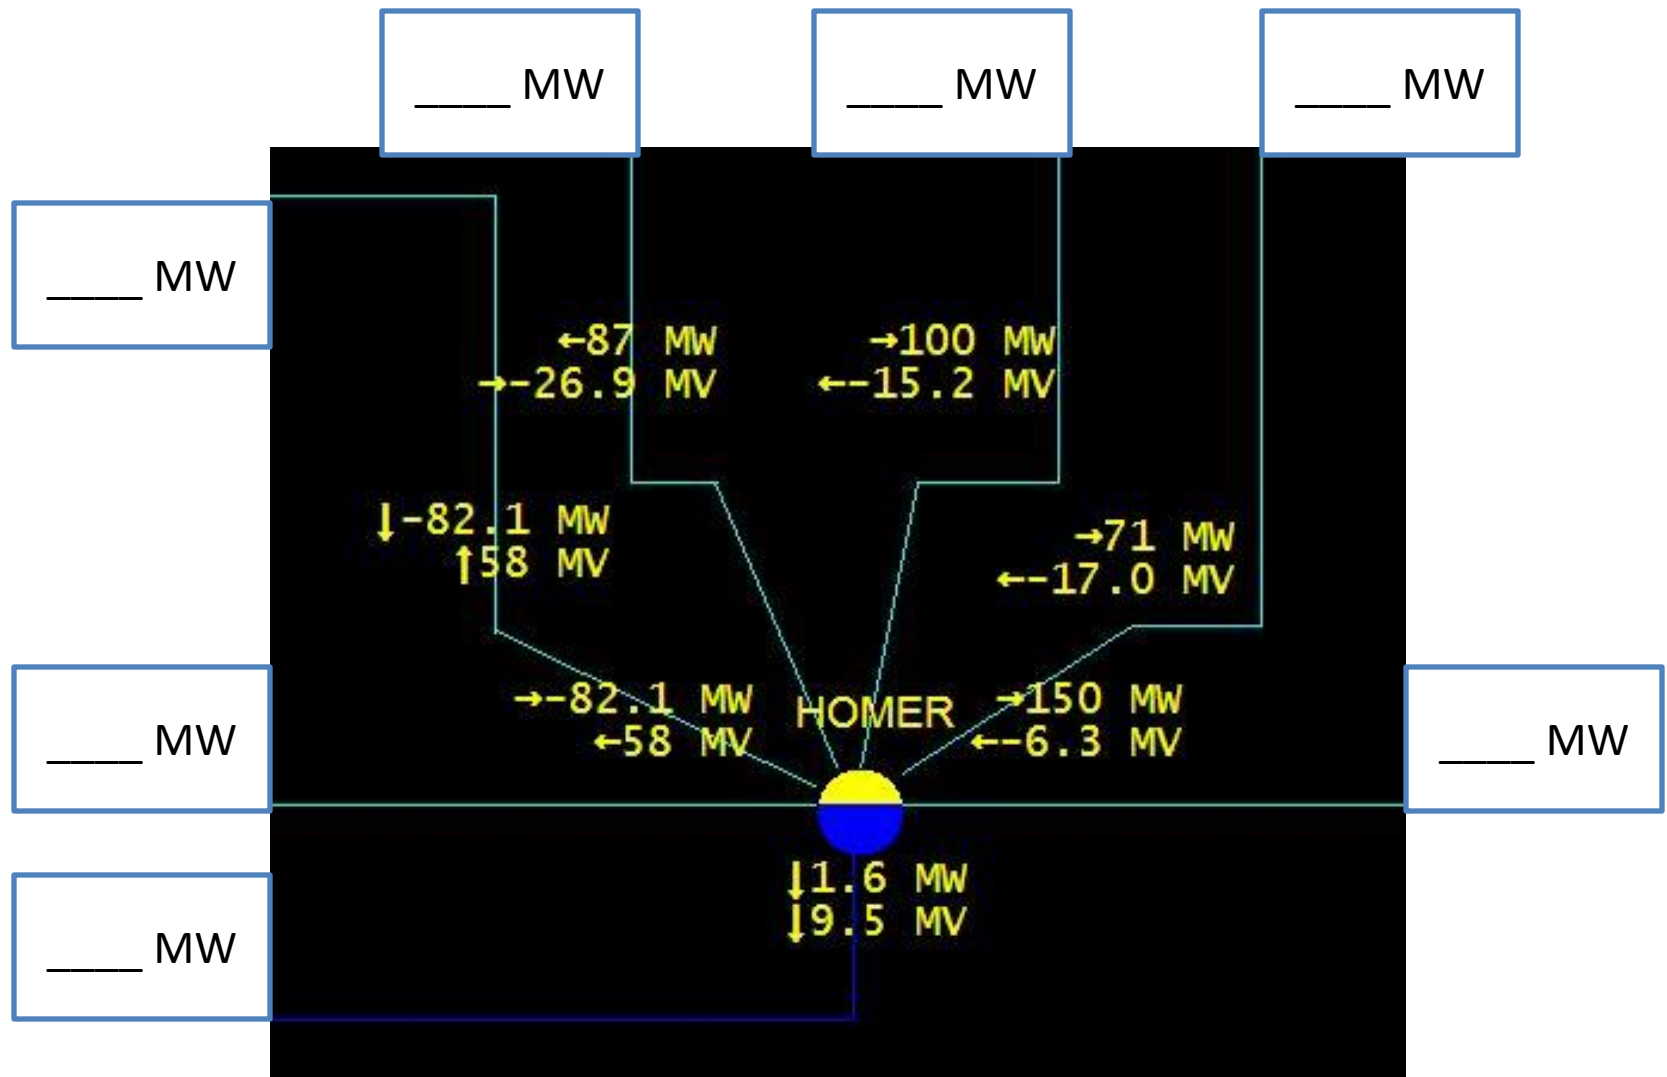 ____ MW
____ MW
____ MW
____ MW
←87 MW
→-26.9 MV
→100 MW
←-15.2 MV
↓-82.1 MW
↑58 MV
→71 MW
←-17.0 MV
→-82.1 MW
←58 MV
HOMER
→150 MW
←-6.3 MV
____ MW
____ MW
↓1.6 MW
↓9.5 MV
____ MW